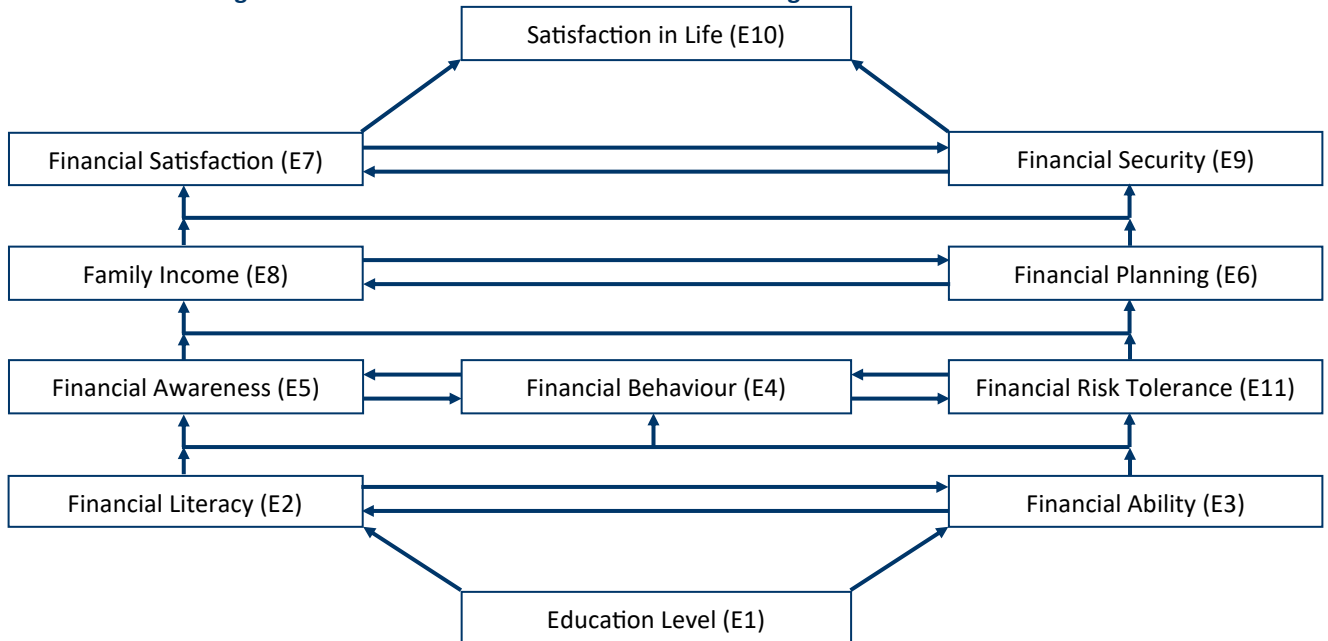 Satisfaction in Life (E10)
Financial Satisfaction (E7)
Financial Security (E9)
Family Income (E8)
Financial Planning (E6)
Financial Awareness (E5)
Financial Behaviour (E4)
Financial Risk Tolerance (E11)
Financial Literacy (E2)
Financial Ability (E3)
Education Level (E1)